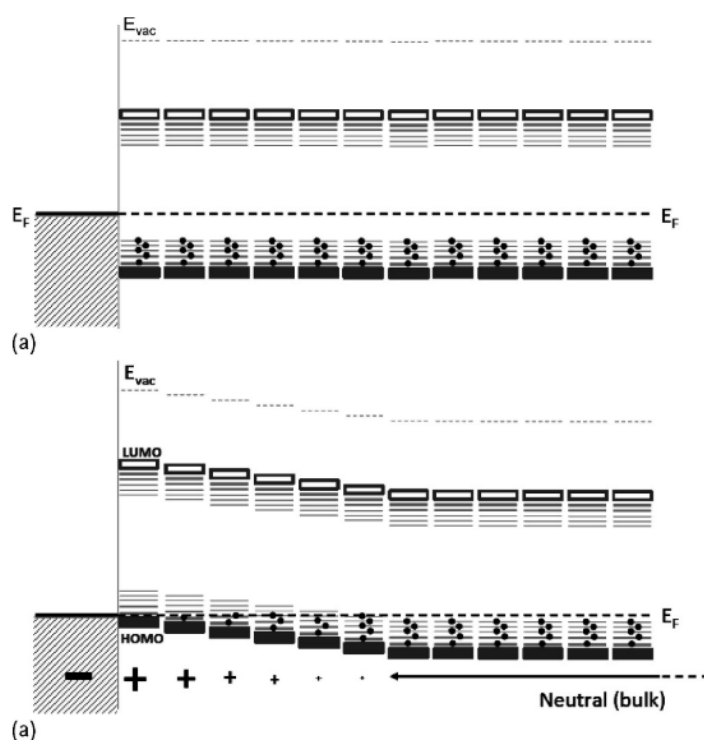 E_vac
E_F E_F
(a)
E_vac
LUMO
E_F
HOMO
− + + + + + +
Neutral (bulk)
(a)